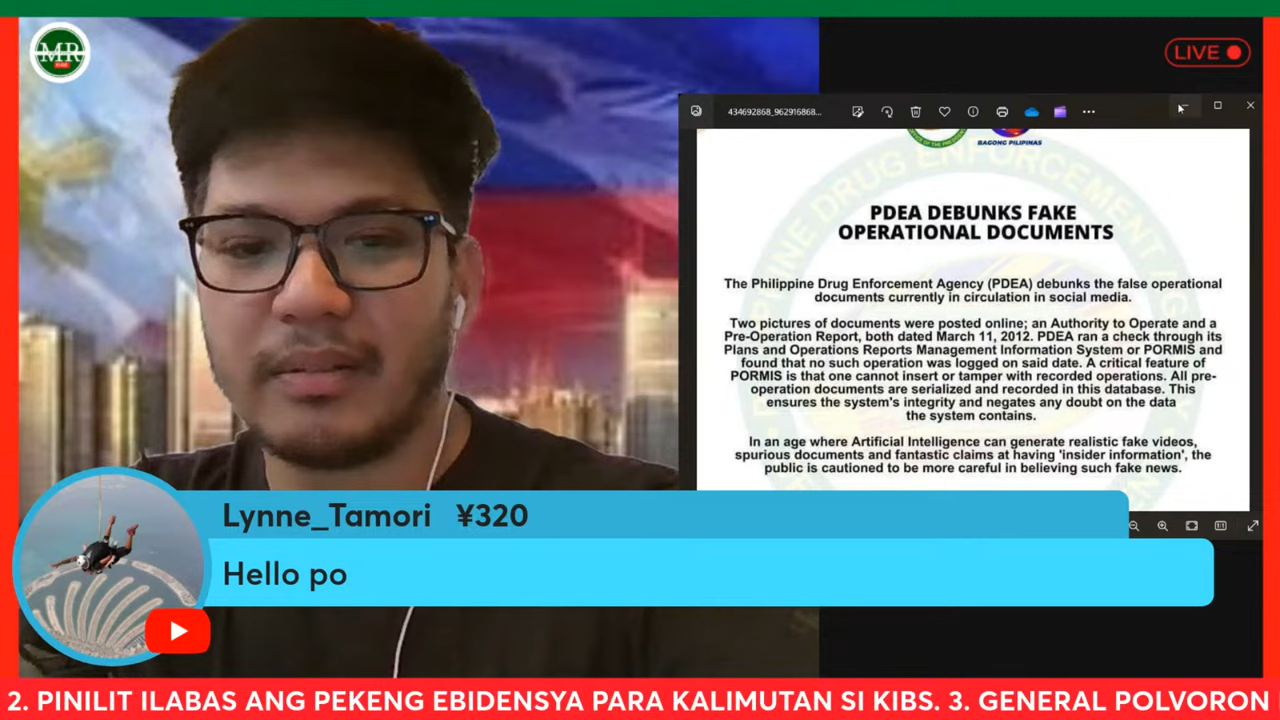 MR
LIVE
434692868_962916868...
BAGONG PILIPINAS
PDEA DEBUNKS FAKE
OPERATIONAL DOCUMENTS
The Philippine Drug Enforcement Agency (PDEA) debunks the false operational
documents currently in circulation in social media.
Two pictures of documents were posted online; an Authority to Operate and a
Pre-Operation Report, both dated March 11, 2012. PDEA ran a check through its
Plans and Operations Reports Management Information System or PORMIS and
found that no such operation was logged on said date. A critical feature of
PORMIS is that one cannot insert or tamper with recorded operations. All pre-
operation documents are serialized and recorded in this database. This
ensures the system's integrity and negates any doubt on the data
the system contains.
In an age where Artificial Intelligence can generate realistic fake videos,
spurious documents and fantastic claims at having 'insider information', the
public is cautioned to be more careful in believing such fake news.
Lynne_Tamori ¥320
Hello po
2. PINILIT ILABAS ANG PEKENG EBIDENSYA PARA KALIMUTAN SI KIBS. 3. GENERAL POLVORON